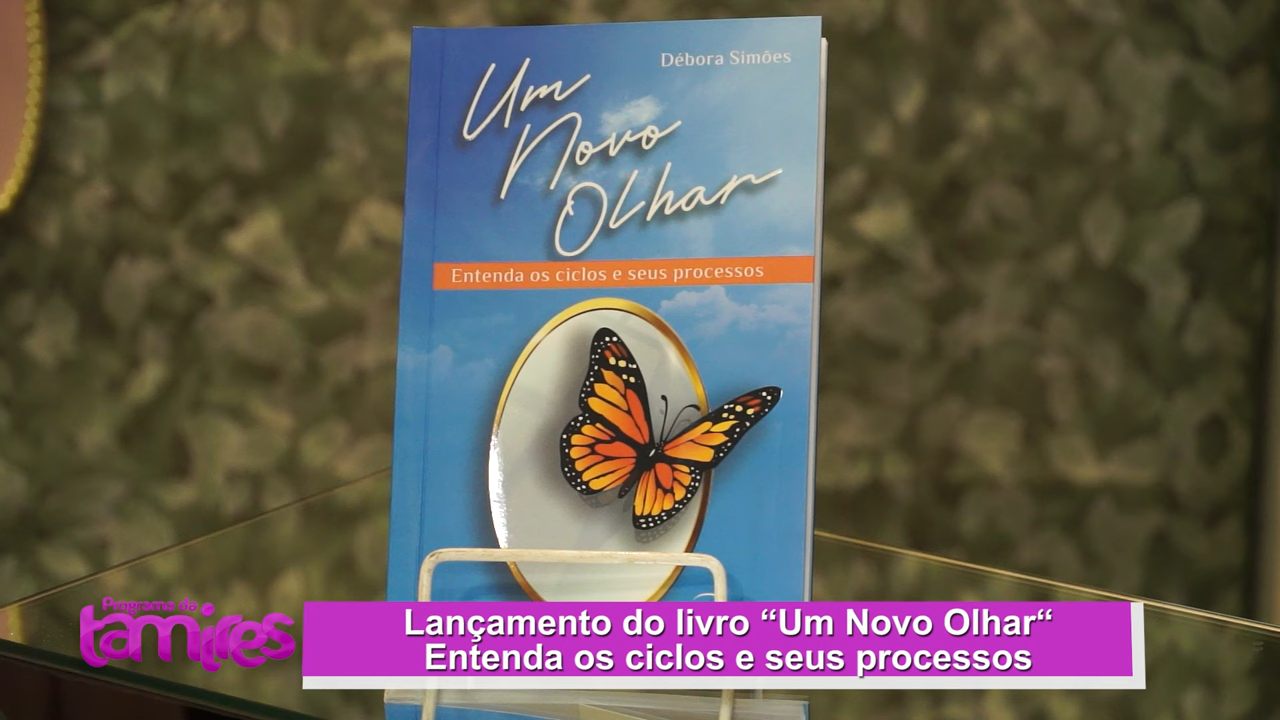 Débora Simões
Um
Novo
Olhar
Entenda os ciclos e seus processos
Programa do
tamires
Lançamento do livro “Um Novo Olhar“
Entenda os ciclos e seus processos